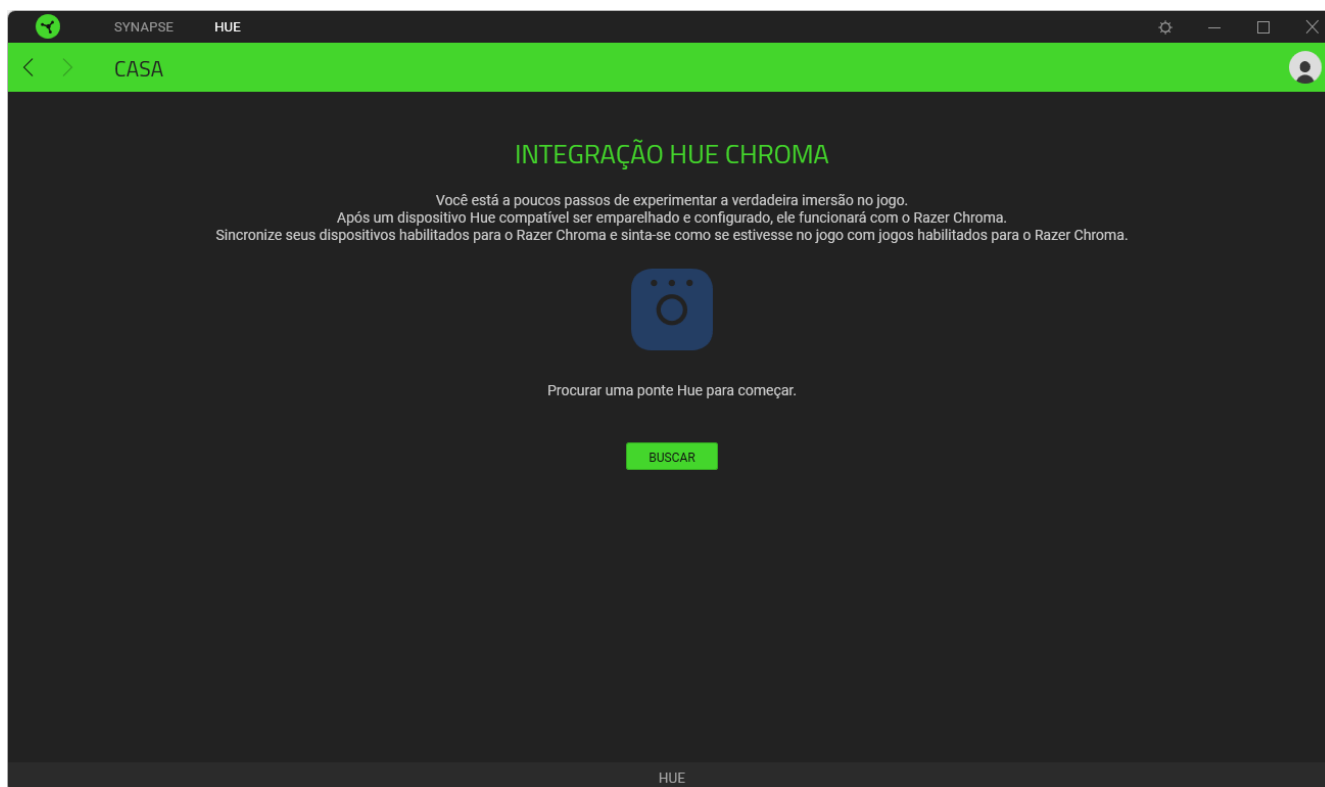 SYNAPSE HUE
CASA
INTEGRAÇÃO HUE CHROMA
Você está a poucos passos de experimentar a verdadeira imersão no jogo.
Após um dispositivo Hue compatível ser emparelhado e configurado, ele funcionará com o Razer Chroma.
Sincronize seus dispositivos habilitados para o Razer Chroma e sinta-se como se estivesse no jogo com jogos habilitados para o Razer Chroma.
Procurar uma ponte Hue para começar.
BUSCAR
HUE